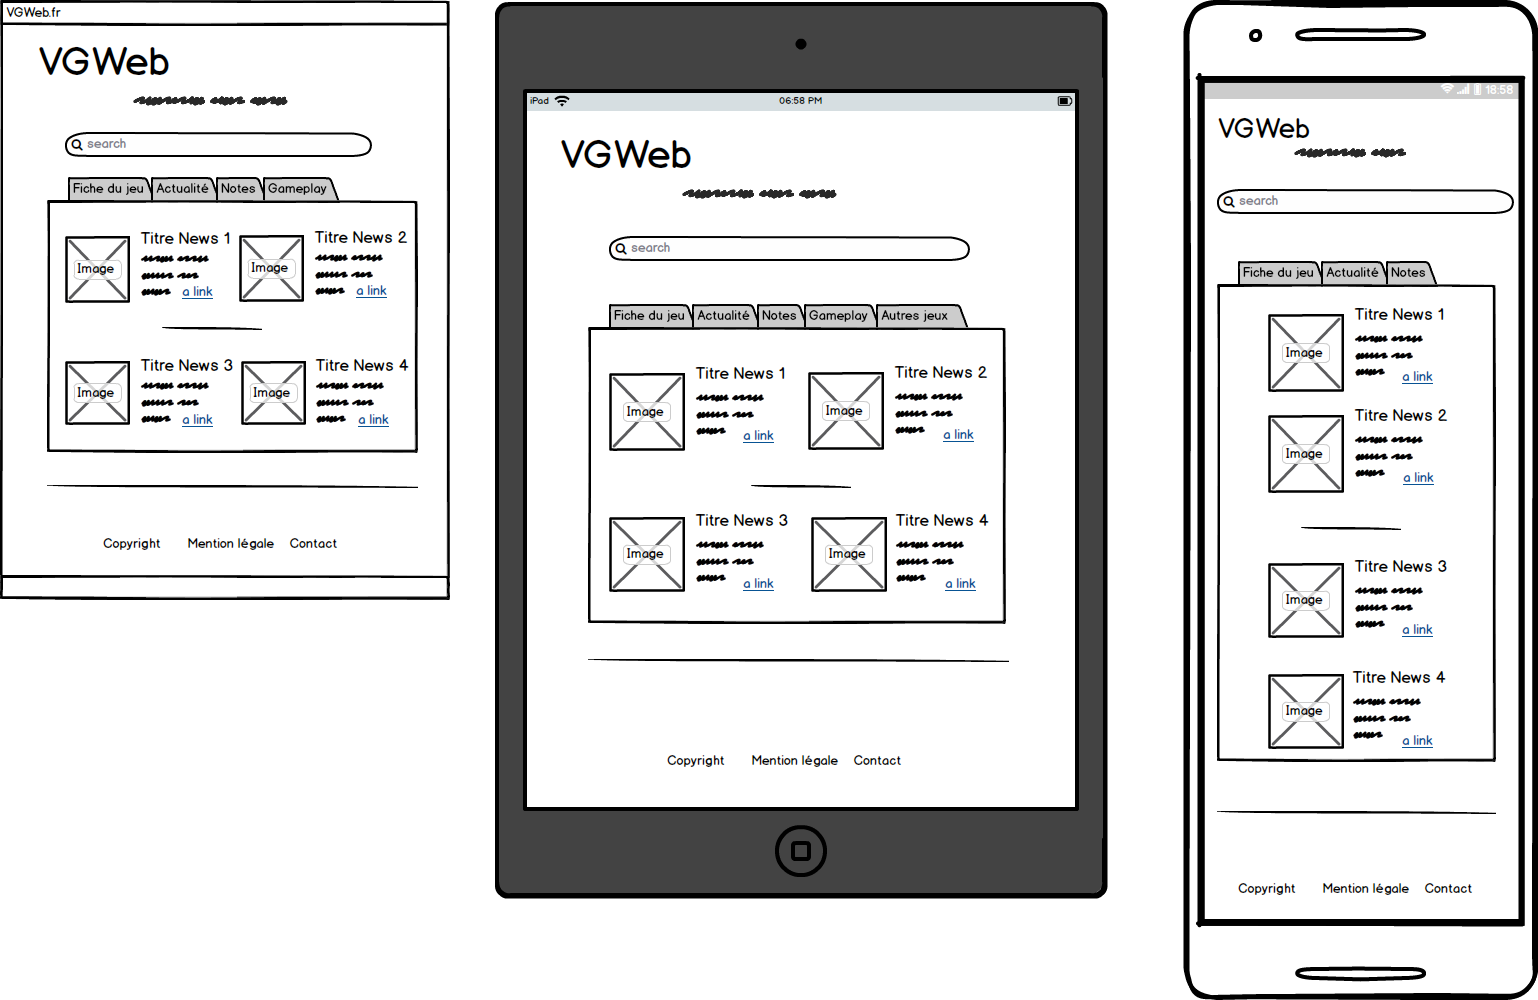 VGWeb.fr
VGWeb
search
Fiche du jeu Actualité Notes Gameplay
Image Titre News 1 a link
Image Titre News 2 a link
Image Titre News 3 a link
Image Titre News 4 a link
Copyright Mention légale Contact
iPad 06:58 PM
VGWeb
search
Fiche du jeu Actualité Notes Gameplay Autres jeux
Image Titre News 1 a link
Image Titre News 2 a link
Image Titre News 3 a link
Image Titre News 4 a link
Copyright Mention légale Contact
18:58
VGWeb
search
Fiche du jeu Actualité Notes
Image Titre News 1 a link
Image Titre News 2 a link
Image Titre News 3 a link
Image Titre News 4 a link
Copyright Mention légale Contact